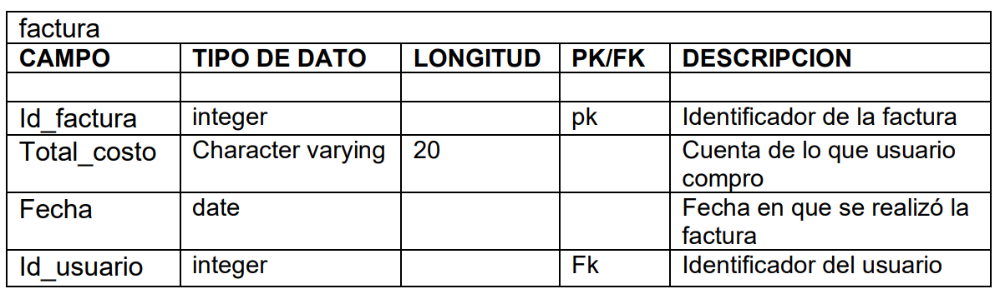 factura
CAMPO TIPO DE DATO LONGITUD PK/FK DESCRIPCION
Id_factura integer pk Identificador de la factura
Total_costo Character varying 20 Cuenta de lo que usuario
compro
Fecha date Fecha en que se realizó la
factura
Id_usuario integer Fk Identificador del usuario